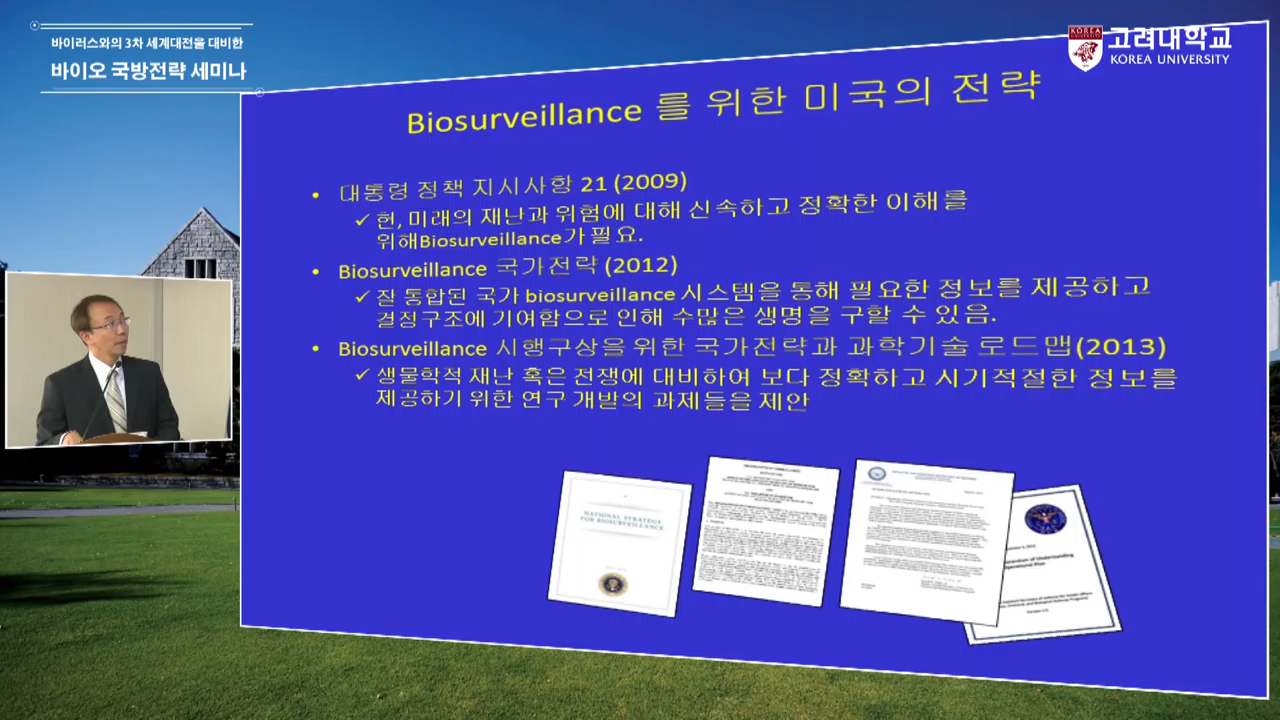 바이러스와의 3차 세계대전을 대비한
바이오 국방전략 세미나
KOREA
고려대학교
KOREA UNIVERSITY
Biosurveillance 를 위한 미국의 전략
• 대통령 정책 지시사항 21 (2009)
✓ 현, 미래의 재난과 위험에 대해 신속하고 정확한 이해를
위해Biosurveillance가 필요.
• Biosurveillance 국가전략 (2012)
✓ 잘 통합된 국가 biosurveillance 시스템을 통해 필요한 정보를 제공하고
결정구조에 기여함으로 인해 수많은 생명을 구할 수 있음.
• Biosurveillance 시행구상을 위한 국가전략과 과학기술 로드맵(2013)
✓ 생물학적 재난 혹은 전쟁에 대비하여 보다 정확하고 시기적절한 정보를
제공하기 위한 연구 개발의 과제들을 제안
NATIONAL STRATEGY
FOR BIOSURVEILLANCE
of Understanding